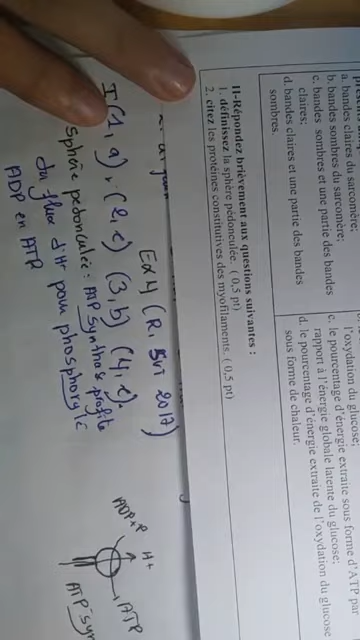 a. bandes claires du sarcomère;
b. bandes sombres du sarcomère;
c. bandes sombres et une partie des bandes
claires;
d. bandes claires et une partie des bandes
sombres.
l'oxydation du glucose;
c. le pourcentage d'énergie extraite sous forme d'ATP par
rapport à l'énergie globale latente du glucose;
d. le pourcentage d'énergie extraite de l'oxydation du glucose
sous forme de chaleur.
II-Répondez brièvement aux questions suivantes :
1. définissez la sphère pédonculée. ( 0,5 pt)
2. citez les protéines constitutives des myofilaments. ( 0,5 pt)
Ex 4 (R, SVT 2017)
I (1, a), (2, c) (3, b) (4, c).
sphère pedonculée : ATP synthase, profite
du flux d'H+ pour phosphoryle
ADP en ATP
ADP+P
H+
ATP